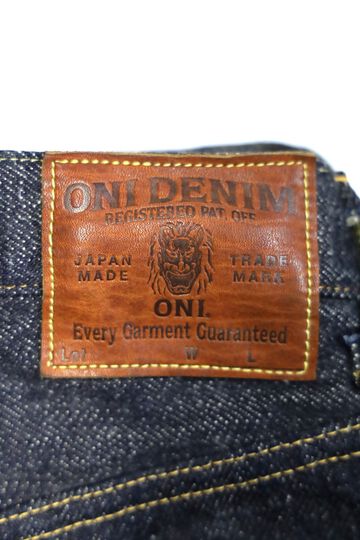 ONI DENIM
REGISTERED PAT. OFF.
JAPAN MADE
TRADE MARK
ONI.
Every Garment Guaranteed
Lot W L